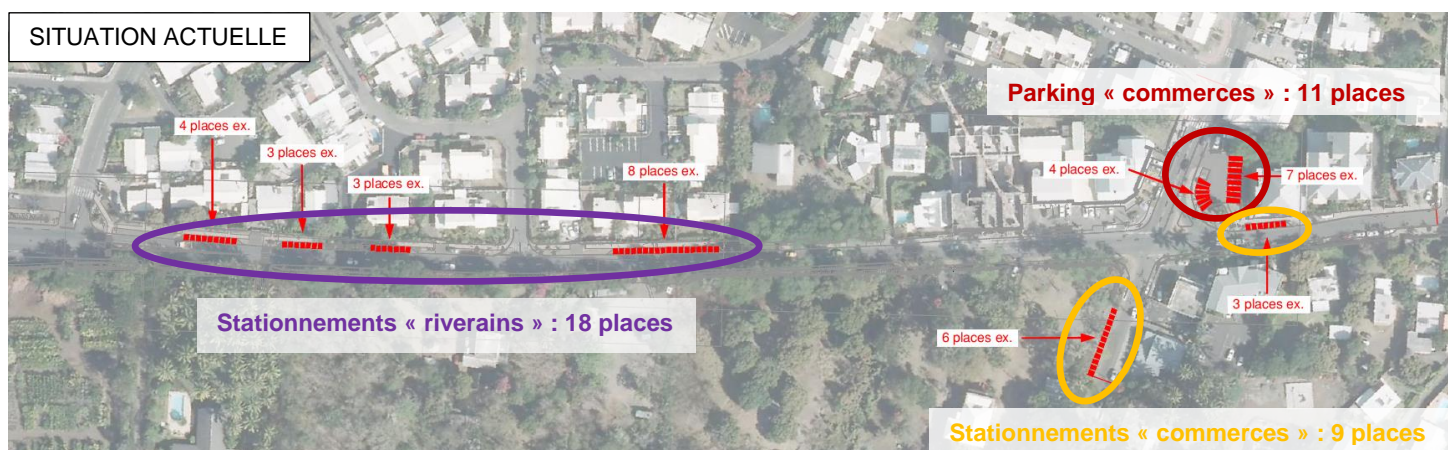 SITUATION ACTUELLE
Parking « commerces » : 11 places
4 places ex.
3 places ex.
3 places ex.
8 places ex.
4 places ex.
7 places ex.
3 places ex.
6 places ex.
Stationnements « riverains » : 18 places
Stationnements « commerces » : 9 places